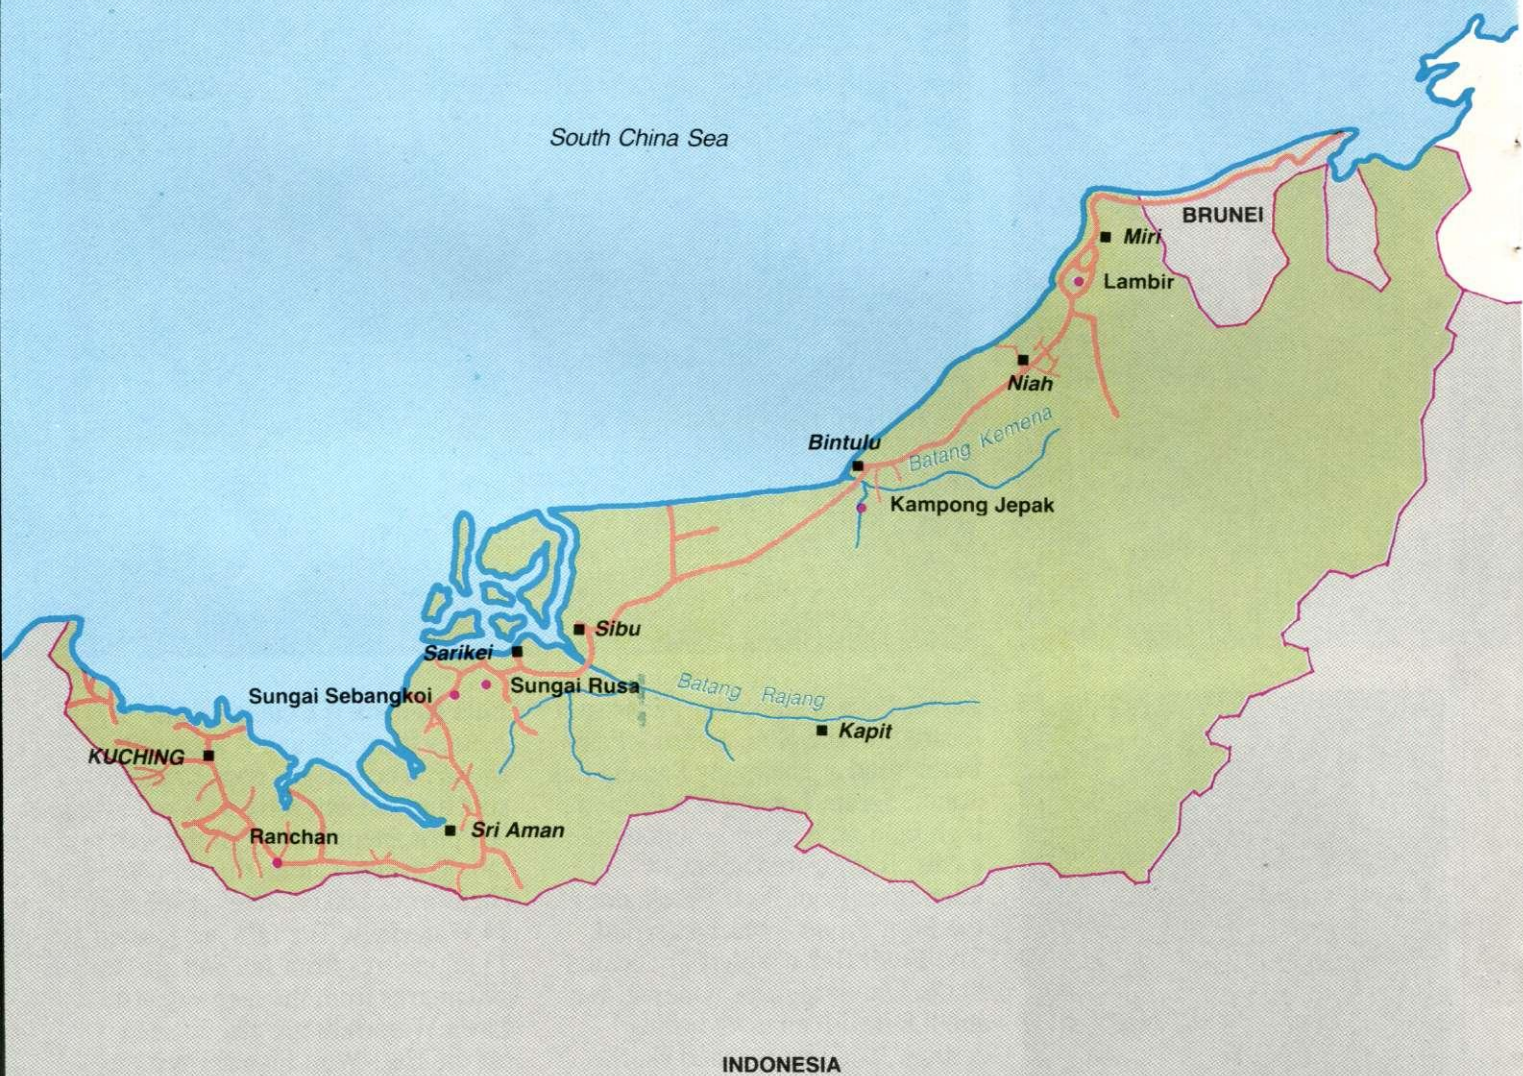 South China Sea
BRUNEI
Miri
Lambir
Niah
Batang Kemena
Bintulu
Kampong Jepak
Sibu
Sarikei
Sungai Rusa
Sungai Sebangkoi
Batang Rajang
Kapit
KUCHING
Sri Aman
Ranchan
INDONESIA